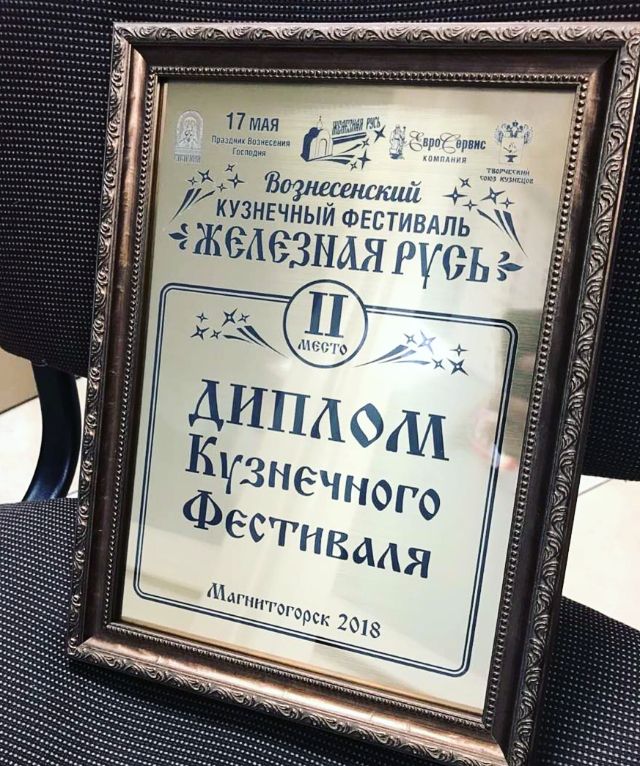 17 МАЯ
Праздник Вознесения
Господня
ЖЕЛЕЗНАЯ РУСЬ
ЕвроСервис
КОМПАНИЯ
ТВОРЧЕСКИЙ
СОЮЗ КУЗНЕЦОВ
Вознесенский
КУЗНЕЧНЫЙ ФЕСТИВАЛЬ
ЖЕЛЕЗНАЯ РУСЬ
II
МЕСТО
ДИПЛОМ
Кузнечного
Фестиваля
Магнитогорск 2018